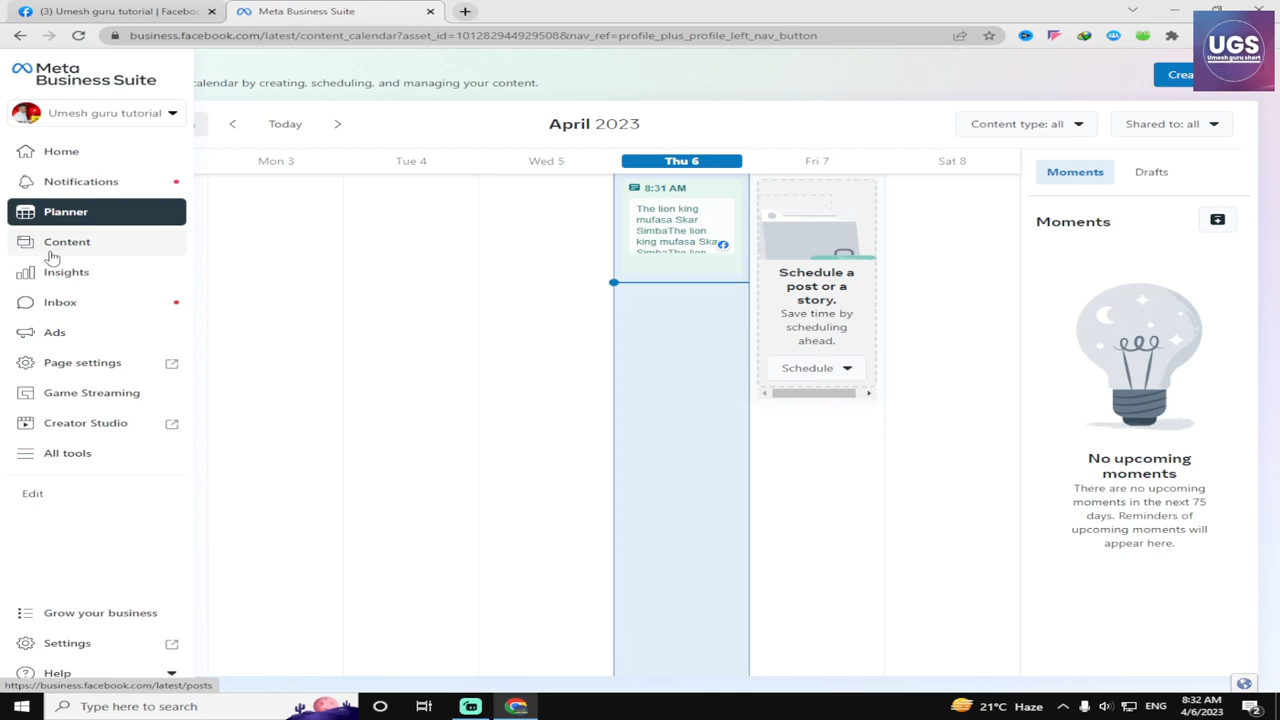 (3) Umesh guru tutorial | Facebo
Meta Business Suite
business.facebook.com/latest/content_calendar?asset_id=101282944929508&nav_ref=profile_plus_profile_left_nav_button
UGS
Umesh guru short
Meta
Business Suite
calendar by creating, scheduling, and managing your content.
Crea
Umesh guru tutorial
Today
April 2023
Content type: all
Shared to: all
Home
Notifications
Planner
Content
Insights
Inbox
Ads
Page settings
Game Streaming
Creator Studio
All tools
Edit
Grow your business
Settings
Help
Mon 3
Tue 4
Wed 5
Thu 6
Fri 7
Sat 8
8:31 AM
The lion king
mufasa Skar
SimbaThe lion
king mufasa Ska
SimbaThe lion
Schedule a
post or a
story.
Save time by
scheduling
ahead.
Schedule
Moments
Drafts
Moments
No upcoming
moments
There are no upcoming
moments in the next 75
days. Reminders of
upcoming moments will
appear here.
https://business.facebook.com/latest/posts
Type here to search
21°C Haze
ENG
8:32 AM
4/6/2023
2